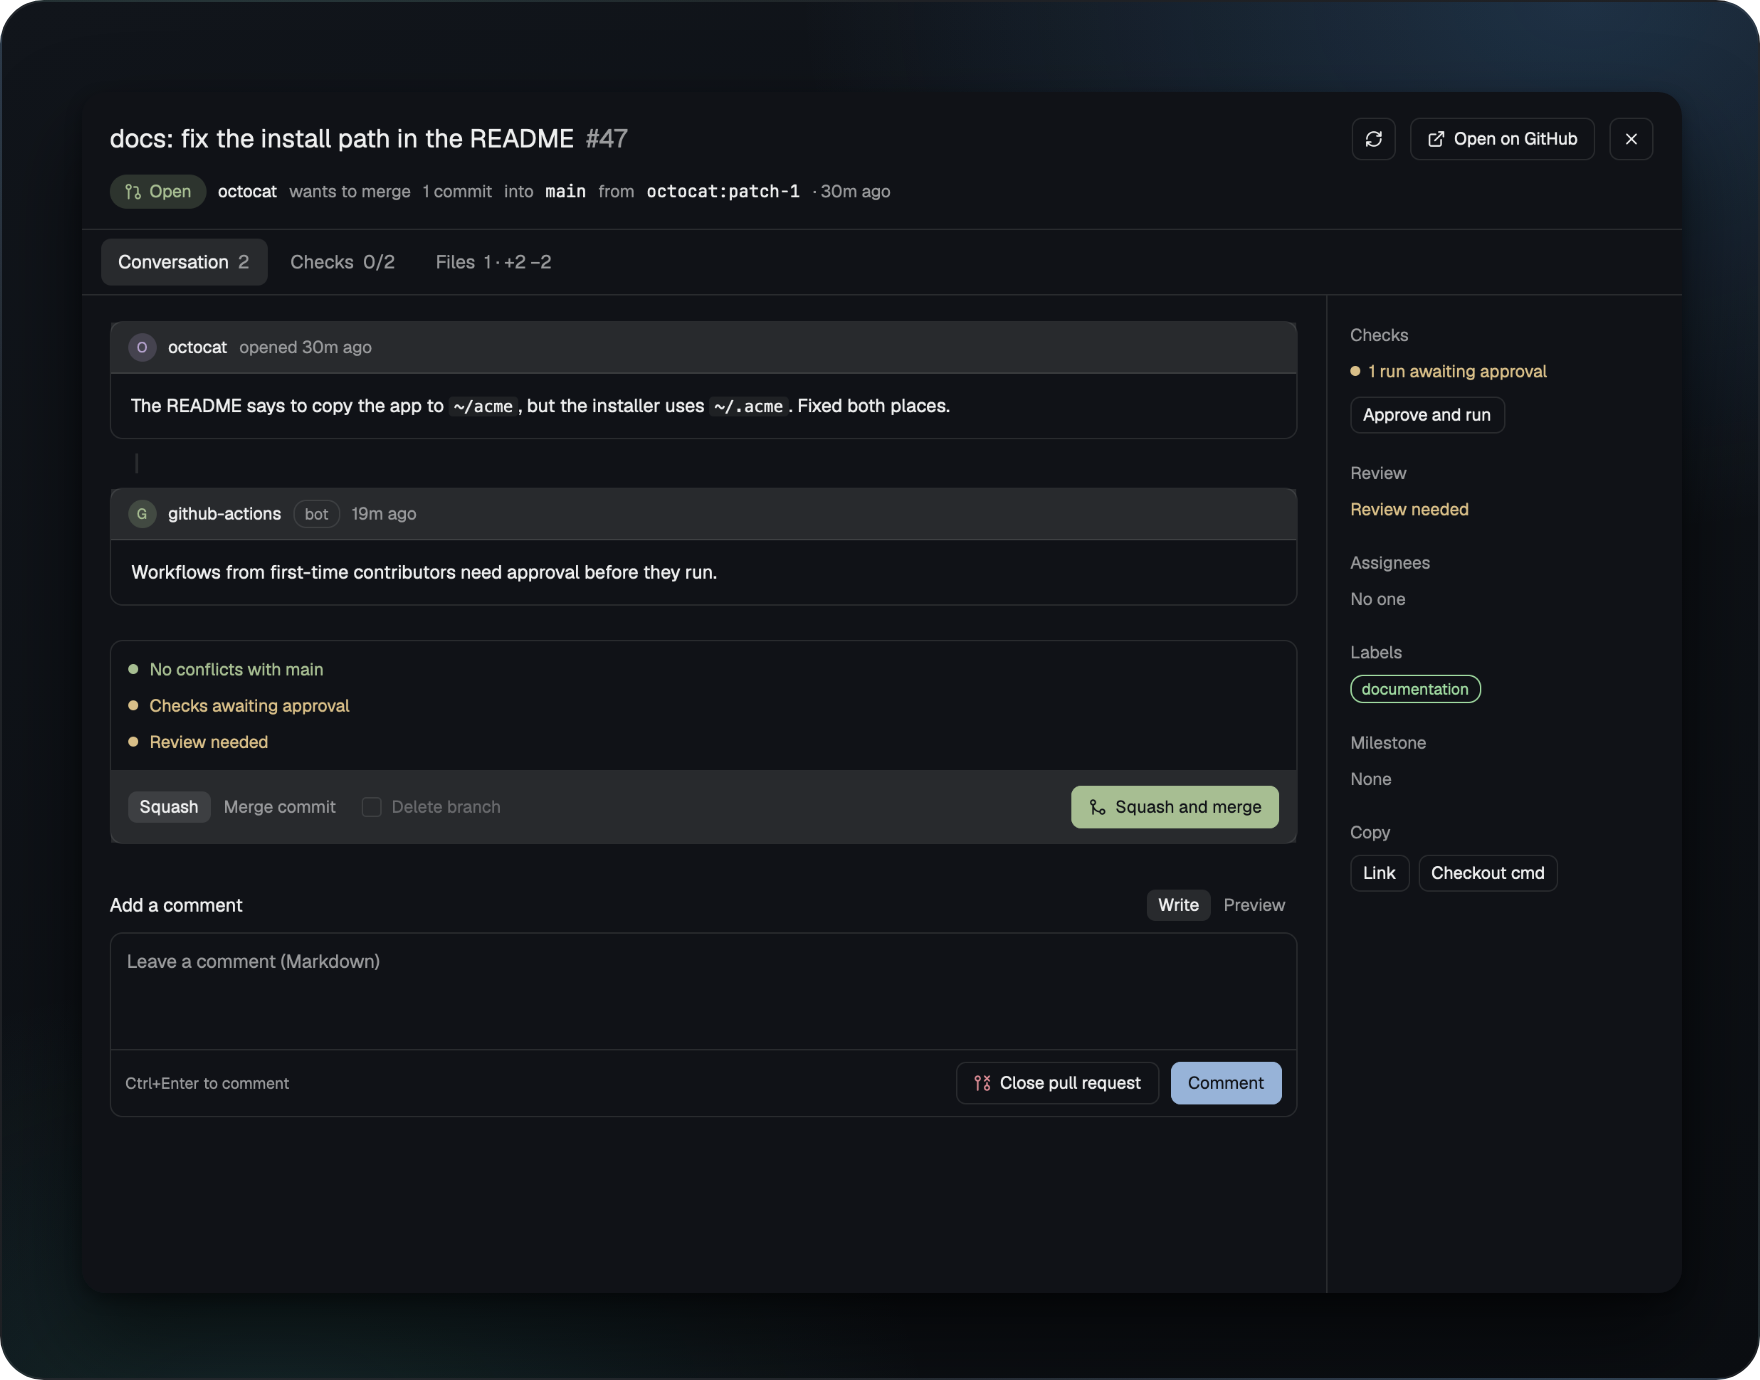 docs: fix the install path in the README #47
Open on GitHub
Open octocat wants to merge 1 commit into main from octocat:patch-1 · 30m ago
Conversation 2 Checks 0/2 Files 1 · +2 −2
O octocat opened 30m ago
The README says to copy the app to ~/acme, but the installer uses ~/.acme. Fixed both places.
G github-actions bot 19m ago
Workflows from first-time contributors need approval before they run.
No conflicts with main
Checks awaiting approval
Review needed
Squash Merge commit Delete branch Squash and merge
Add a comment Write Preview
Leave a comment (Markdown)
Ctrl+Enter to comment Close pull request Comment
Checks
1 run awaiting approval
Approve and run
Review
Review needed
Assignees
No one
Labels
documentation
Milestone
None
Copy
Link Checkout cmd